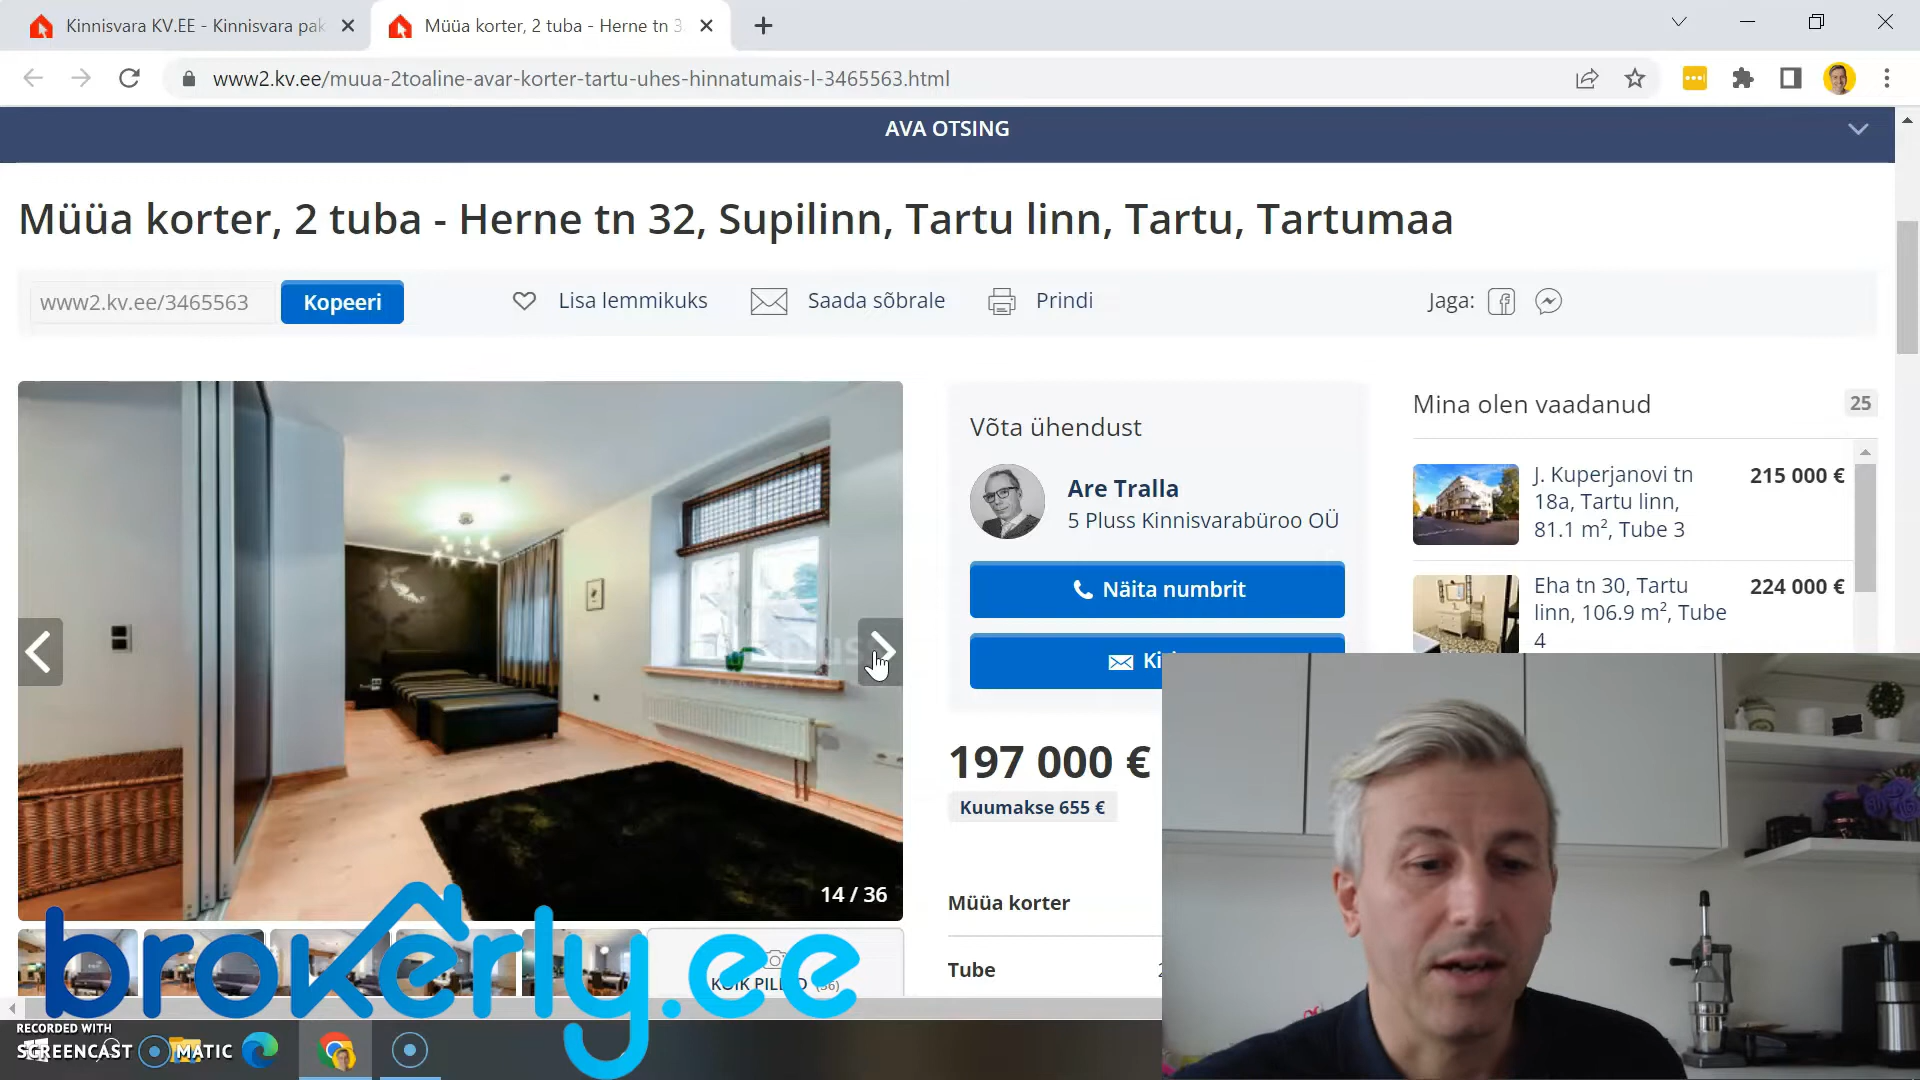 Kinnisvara KV.EE - Kinnisvara pak
Müüa korter, 2 tuba - Herne tn 3
www2.kv.ee/muua-2toaline-avar-korter-tartu-uhes-hinnatumais-l-3465563.html
AVA OTSING
Müüa korter, 2 tuba - Herne tn 32, Supilinn, Tartu linn, Tartu, Tartumaa
www2.kv.ee/3465563
Kopeeri
Lisa lemmikuks
Saada sõbrale
Prindi
Jaga:
14 / 36
Võta ühendust
Are Tralla
5 Pluss Kinnisvarabüroo OÜ
Näita numbrit
197 000 €
Kuumakse 655 €
Müüa korter
Tube
Mina olen vaadanud
25
J. Kuperjanovi tn
18a, Tartu linn,
81.1 m², Tube 3
215 000 €
Eha tn 30, Tartu
linn, 106.9 m², Tube
4
224 000 €
brokerly.ee
RECORDED WITH
SCREENCAST MATIC